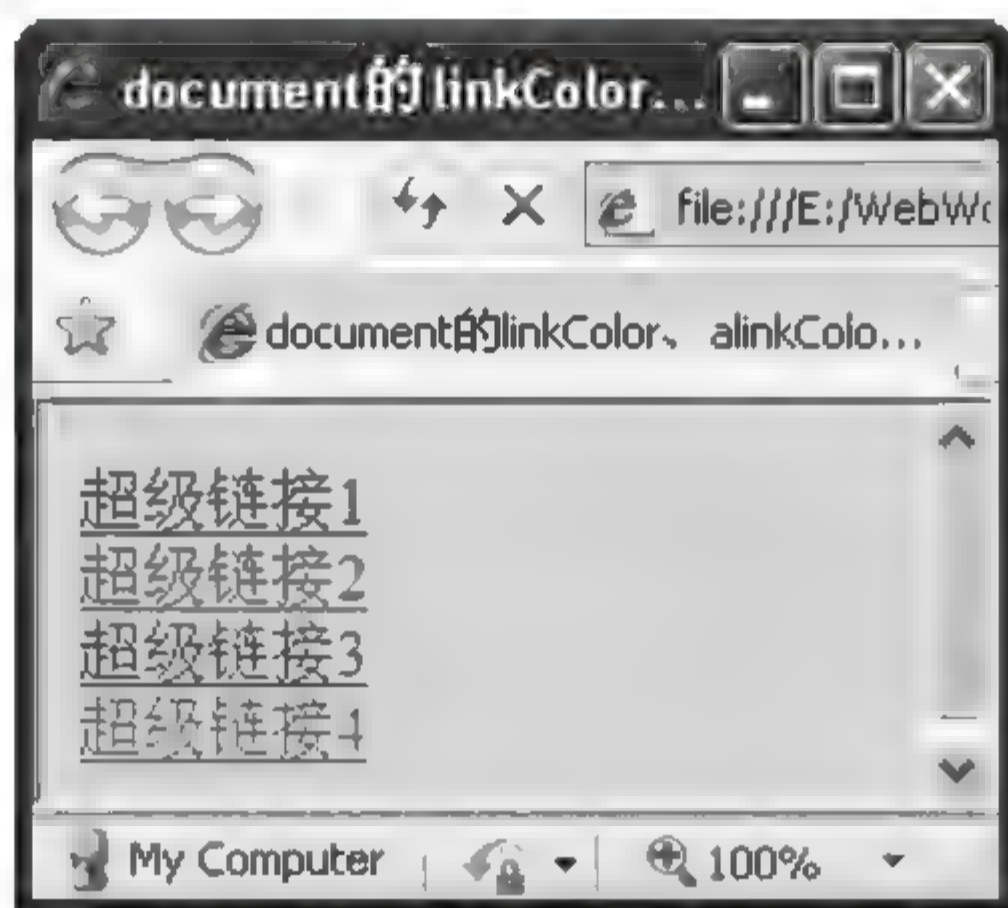 document的linkColor...
file:///E:/WebWo
document的linkColor、alinkColo...
超级链接1
超级链接2
超级链接3
超级链接4
My Computer
100%